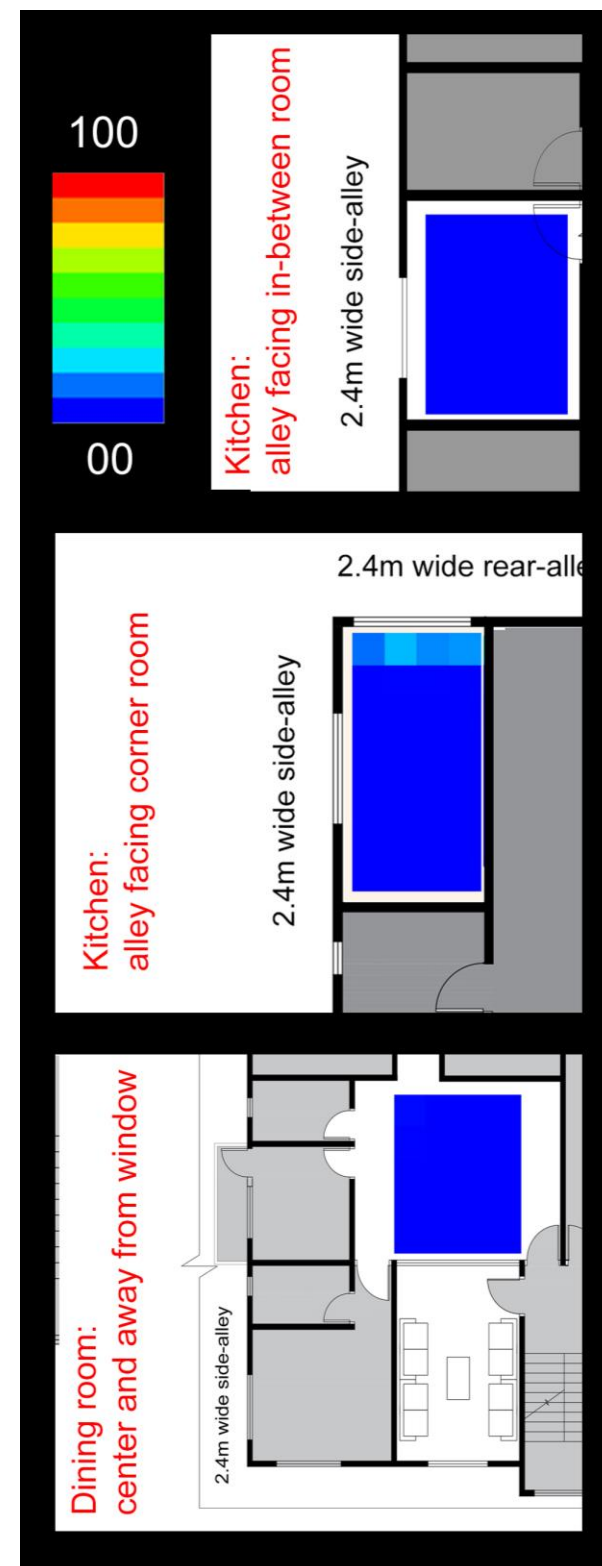 100
00
Kitchen:
alley facing in-between room
2.4m wide side-alley
2.4m wide rear-alle
Kitchen:
alley facing corner room
2.4m wide side-alley
Dining room:
center and away from window
2.4m wide side-alley